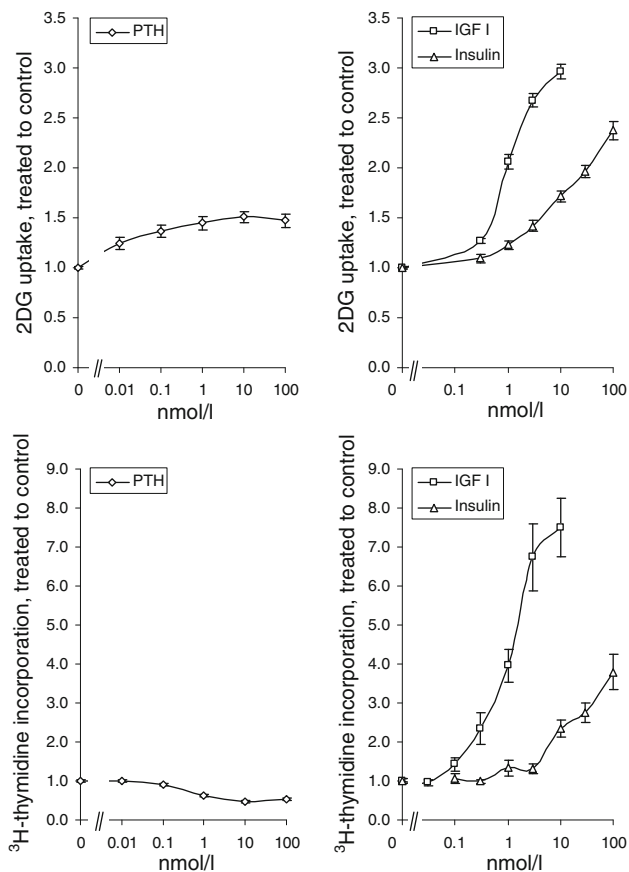 2DG uptake, treated to control
3.5
3.0
2.5
2.0
1.5
1.0
0.5
0.0
PTH
0 // 0.01 0.1 1 10 100
nmol/l
2DG uptake, treated to control
3.5
3.0
2.5
2.0
1.5
1.0
0.5
0.0
IGF I
Insulin
0 // 0.1 1 10 100
nmol/l
³H-thymidine incorporation, treated to control
9.0
8.0
7.0
6.0
5.0
4.0
3.0
2.0
1.0
0.0
PTH
0 // 0.01 0.1 1 10 100
nmol/l
³H-thymidine incorporation, treated to control
9.0
8.0
7.0
6.0
5.0
4.0
3.0
2.0
1.0
0.0
IGF I
Insulin
0 // 0.1 1 10 100
nmol/l